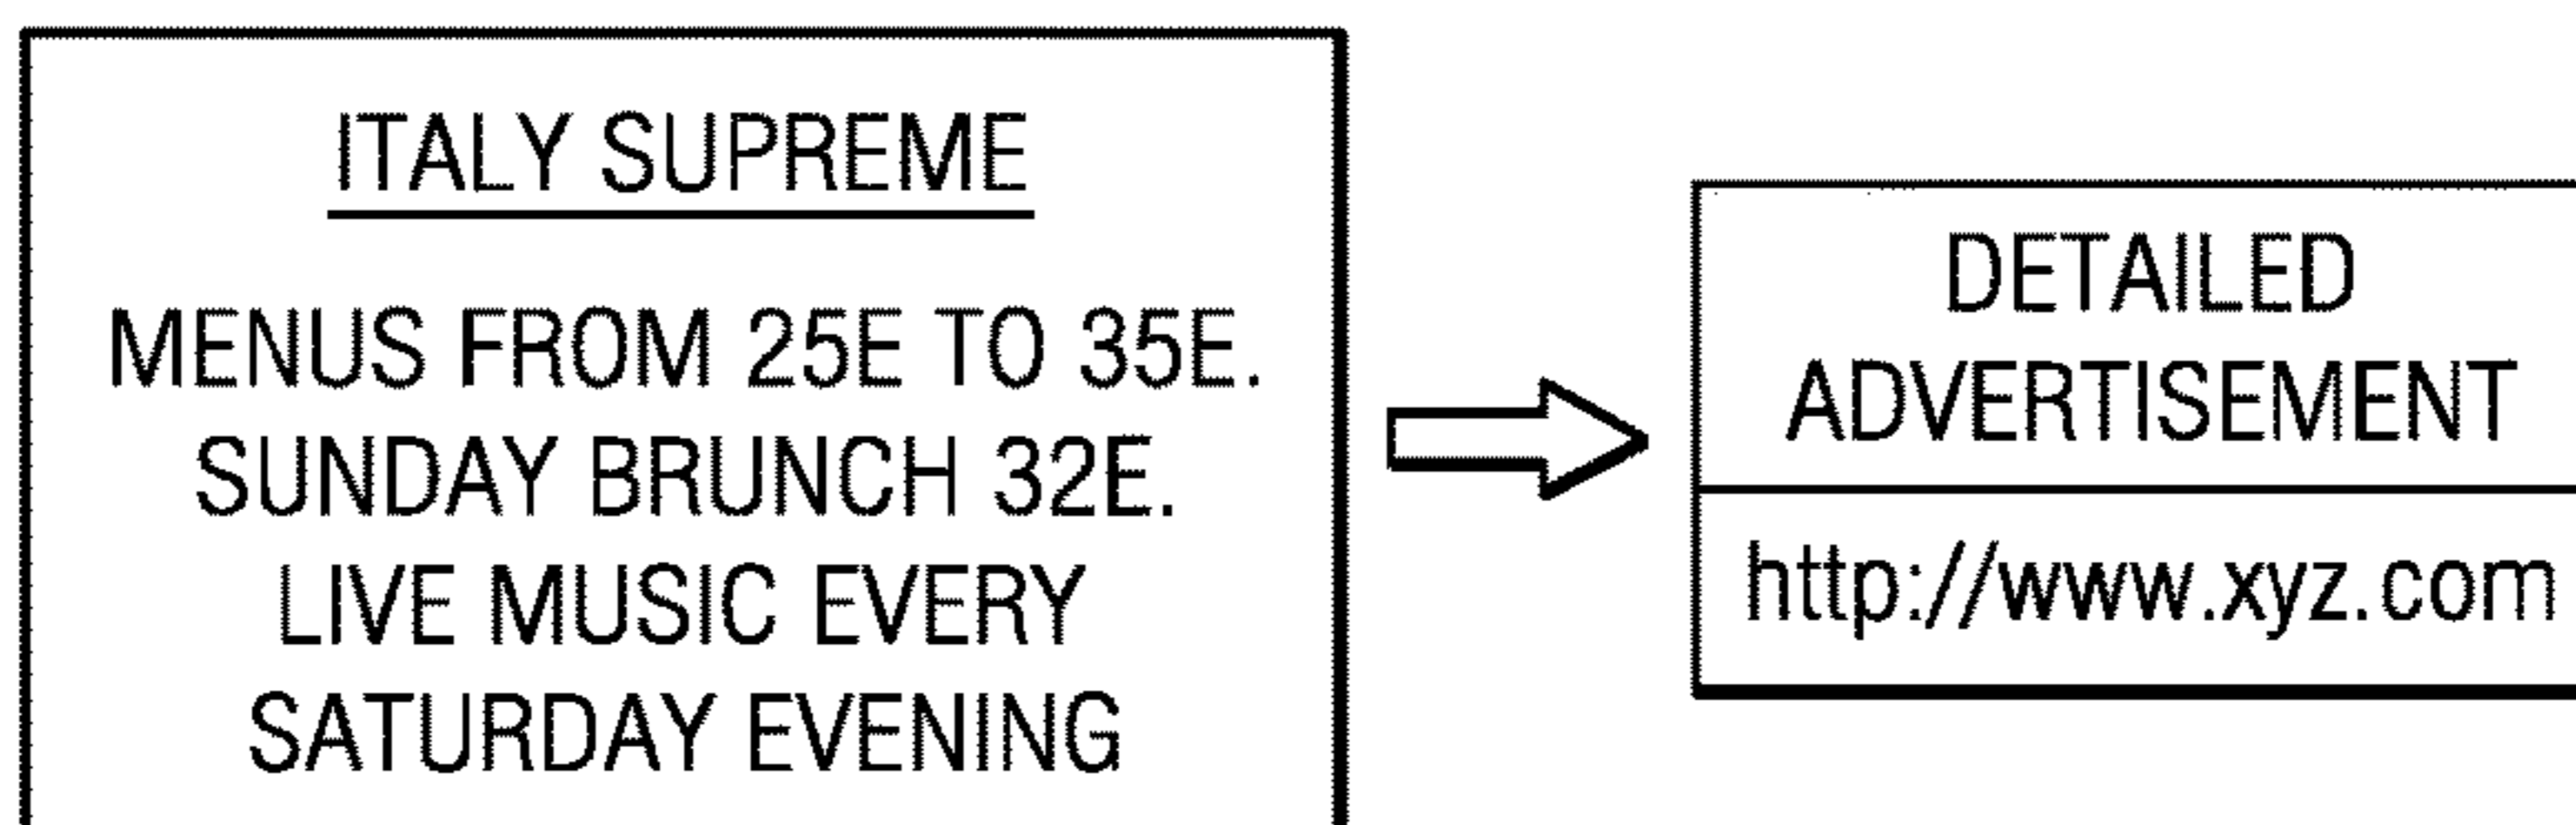 ITALY SUPREME
MENUS FROM 25E TO 35E.
SUNDAY BRUNCH 32E.
LIVE MUSIC EVERY
SATURDAY EVENING
DETAILED
ADVERTISEMENT
http://www.xyz.com